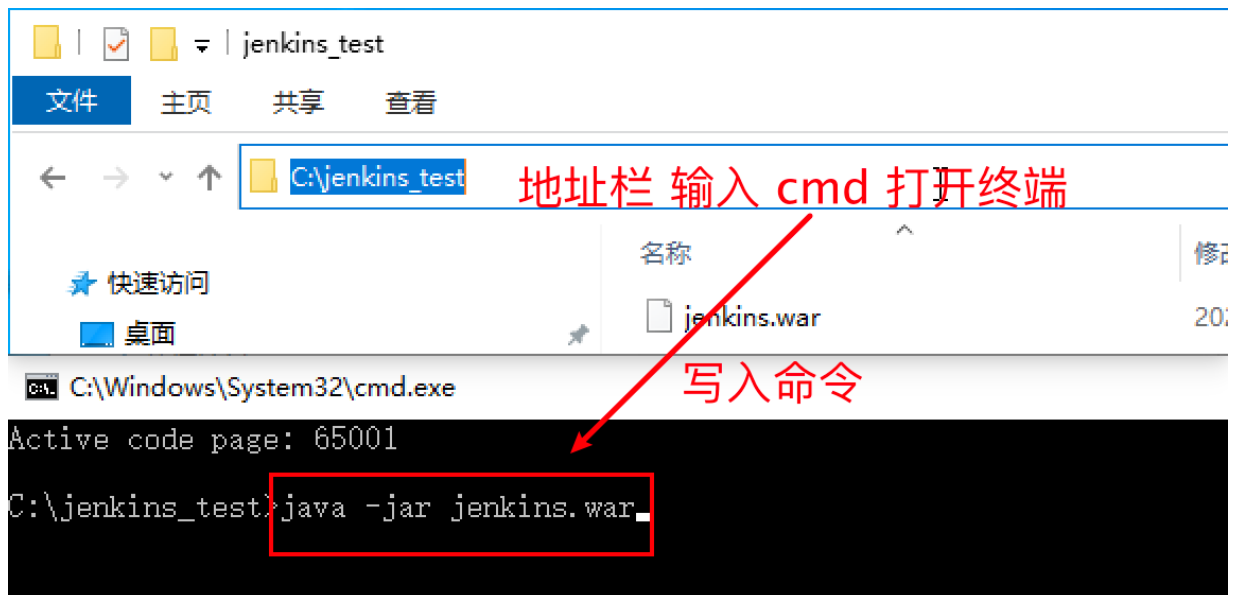 jenkins_test
文件 主页 共享 查看
C:\jenkins_test
地址栏 输入 cmd 打开终端
名称
快速访问
jenkins.war
桌面
写入命令
C:\Windows\System32\cmd.exe
Active code page: 65001
C:\jenkins_test>java -jar jenkins.war